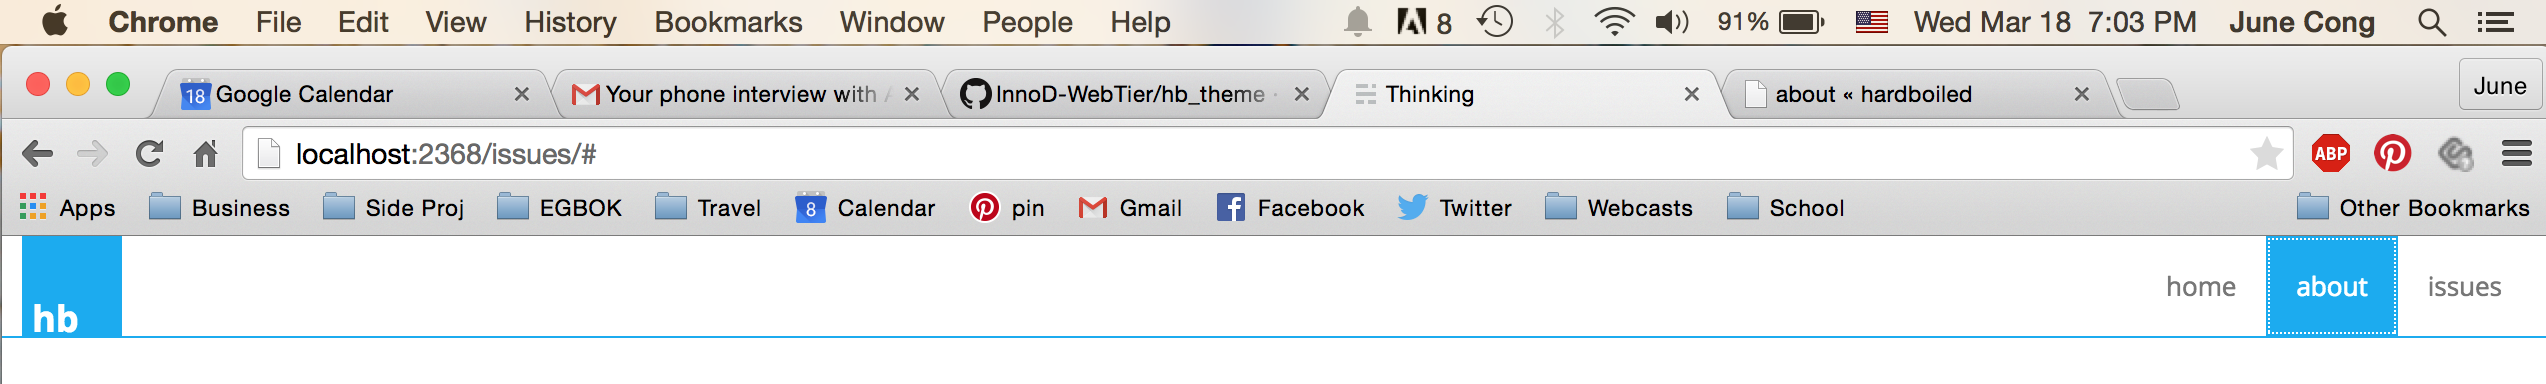 Chrome File Edit View History Bookmarks Window People Help 8 91% Wed Mar 18 7:03 PM June Cong
18 Google Calendar Your phone interview with InnoD-WebTier/hb_theme Thinking about « hardboiled June
localhost:2368/issues/# ABP
Apps Business Side Proj EGBOK Travel 8 Calendar pin Gmail Facebook Twitter Webcasts School Other Bookmarks
home about issues
hb